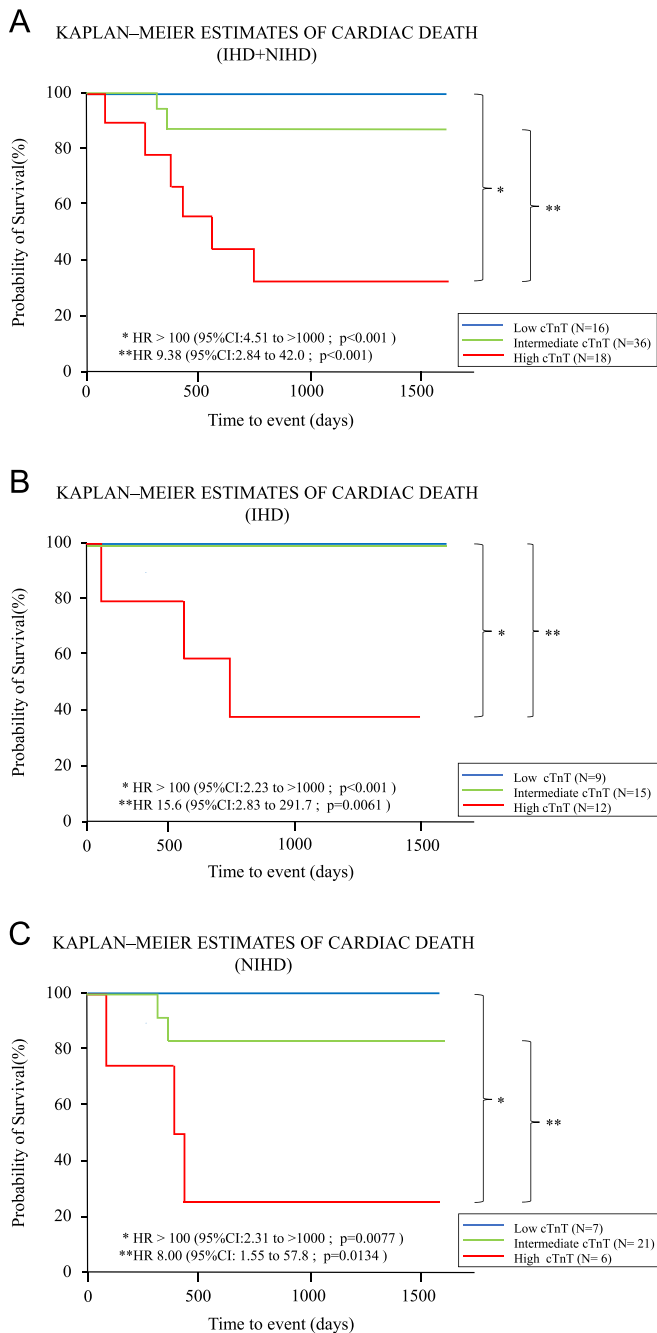 A
KAPLAN–MEIER ESTIMATES OF CARDIAC DEATH
(IHD+NIHD)
Probability of Survival(%)
100
80
60
40
20
0
*
**
* HR > 100 (95%CI:4.51 to >1000 ; p<0.001 )
**HR 9.38 (95%CI:2.84 to 42.0 ; p<0.001)
Low cTnT (N=16)
Intermediate cTnT (N=36)
High cTnT (N=18)
0 500 1000 1500
Time to event (days)
B
KAPLAN–MEIER ESTIMATES OF CARDIAC DEATH
(IHD)
Probability of Survival(%)
100
80
60
40
20
0
*
**
* HR > 100 (95%CI:2.23 to >1000 ; p<0.001 )
**HR 15.6 (95%CI:2.83 to 291.7 ; p=0.0061)
Low cTnT (N=9)
Intermediate cTnT (N=15)
High cTnT (N=12)
0 500 1000 1500
Time to event (days)
C
KAPLAN–MEIER ESTIMATES OF CARDIAC DEATH
(NIHD)
Probability of Survival(%)
100
80
60
40
20
0
*
**
* HR > 100 (95%CI:2.31 to >1000 ; p=0.0077 )
**HR 8.00 (95%CI: 1.55 to 57.8 ; p=0.0134 )
Low cTnT (N=7)
Intermediate cTnT (N= 21)
High cTnT (N= 6)
0 500 1000 1500
Time to event (days)